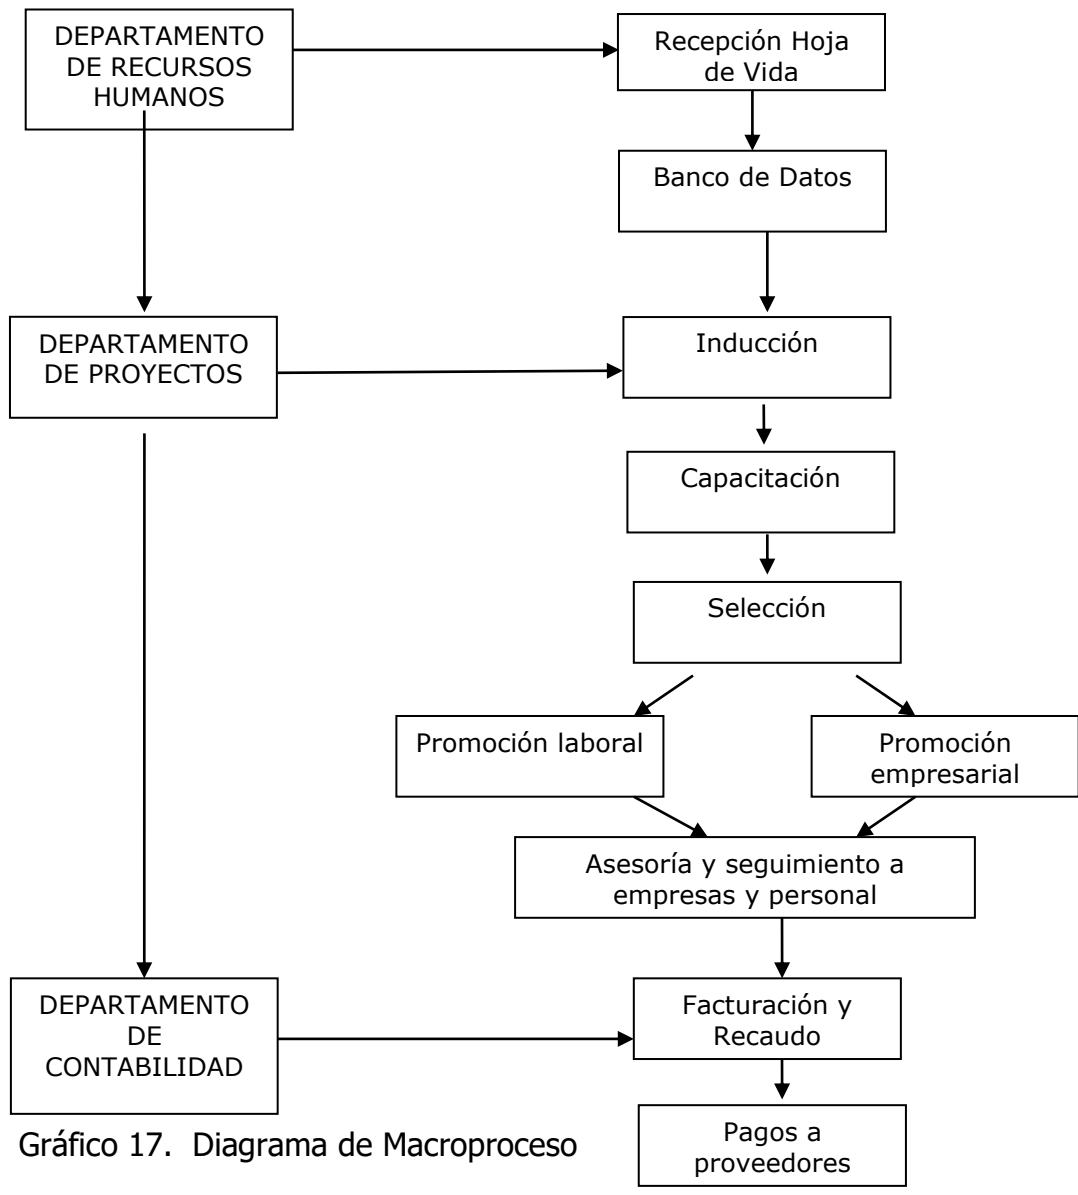 DEPARTAMENTO
DE RECURSOS
HUMANOS
Recepción Hoja
de Vida
Banco de Datos
DEPARTAMENTO
DE PROYECTOS
Inducción
Capacitación
Selección
Promoción laboral
Promoción
empresarial
Asesoría y seguimiento a
empresas y personal
DEPARTAMENTO
DE
CONTABILIDAD
Facturación y
Recaudo
Pagos a
proveedores
Gráfico 17.  Diagrama de Macroproceso